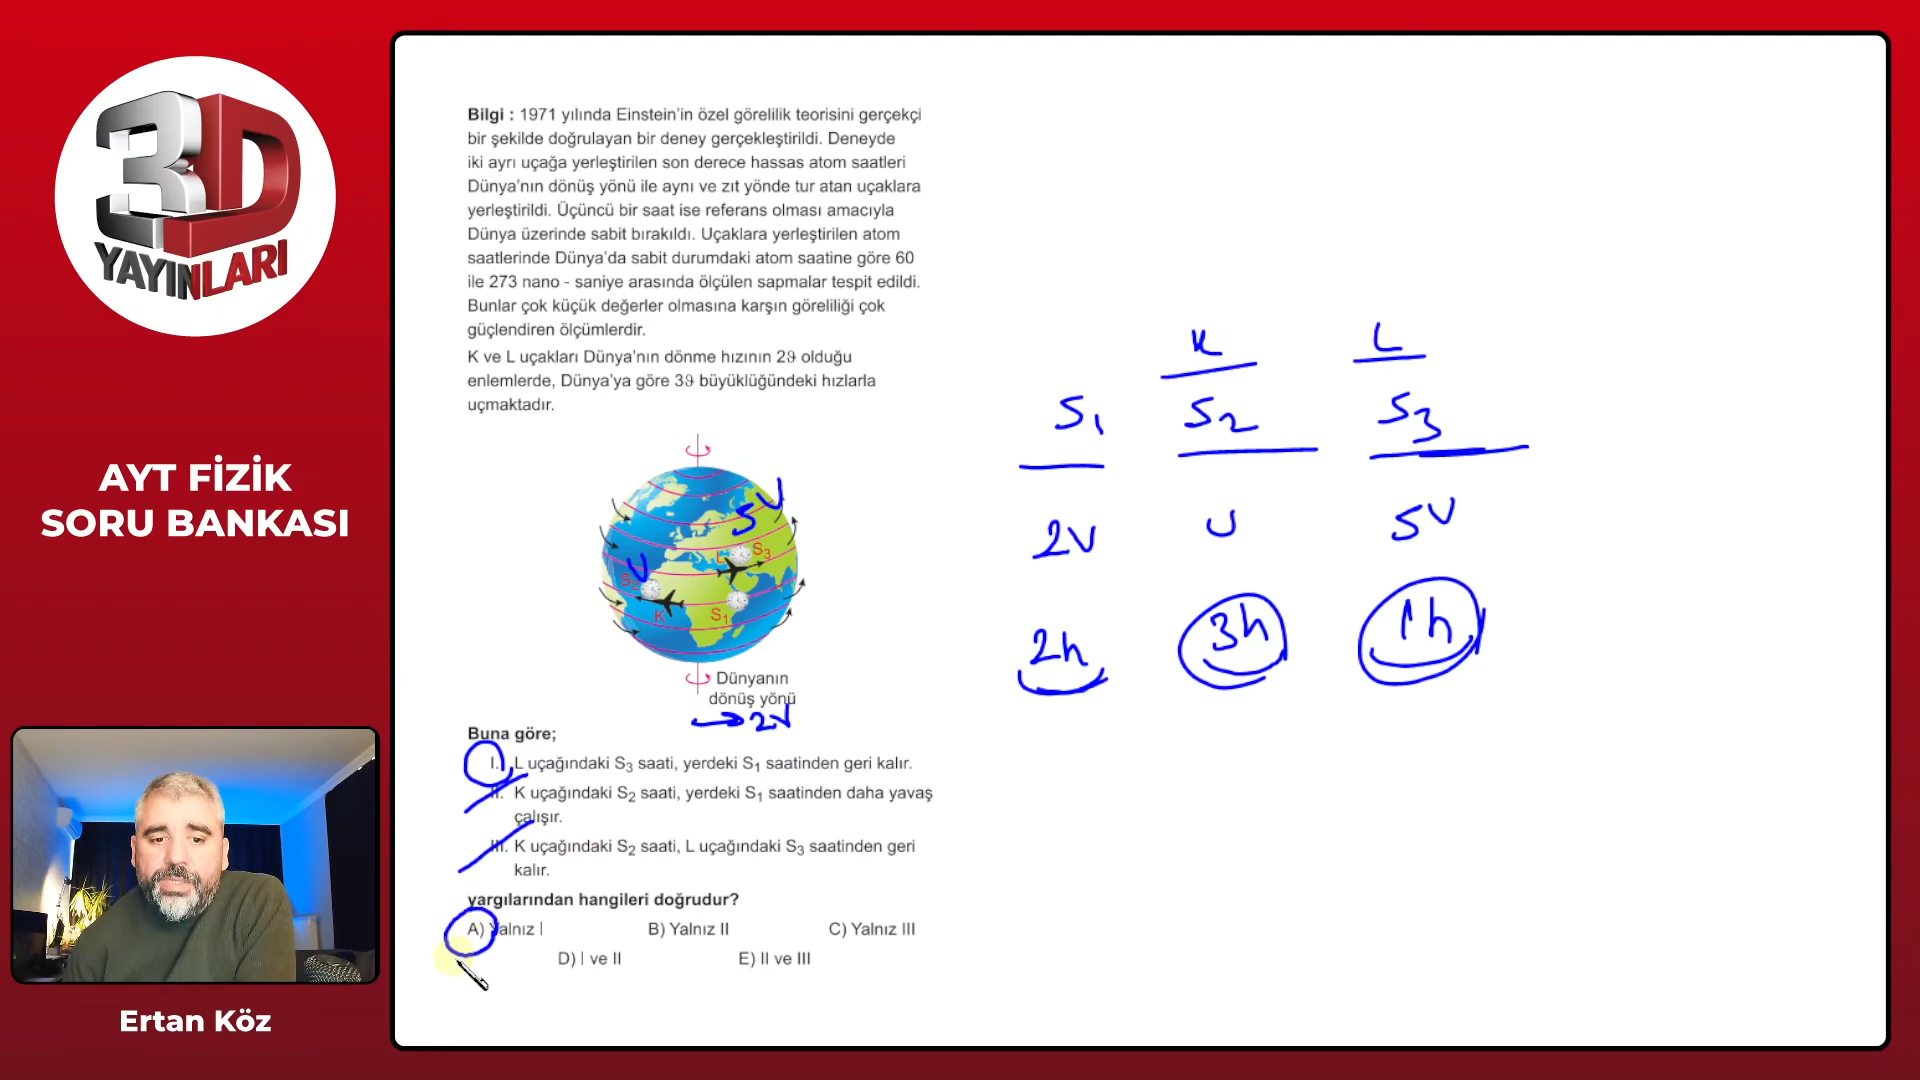 3D
YAYINLARI
AYT FİZİK
SORU BANKASI
Ertan Köz
Bilgi : 1971 yılında Einstein'in özel görelilik teorisini gerçekçi
bir şekilde doğrulayan bir deney gerçekleştirildi. Deneyde
iki ayrı uçağa yerleştirilen son derece hassas atom saatleri
Dünya'nın dönüş yönü ile aynı ve zıt yönde tur atan uçaklara
yerleştirildi. Üçüncü bir saat ise referans olması amacıyla
Dünya üzerinde sabit bırakıldı. Uçaklara yerleştirilen atom
saatlerinde Dünya'da sabit durumdaki atom saatine göre 60
ile 273 nano - saniye arasında ölçülen sapmalar tespit edildi.
Bunlar çok küçük değerler olmasına karşın göreliliği çok
güçlendiren ölçümlerdir.
K ve L uçakları Dünya'nın dönme hızının 2ϑ olduğu
enlemlerde, Dünya'ya göre 3ϑ büyüklüğündeki hızlarla
uçmaktadır.
5V
L S3
V
S2
K S1
Dünyanın
dönüş yönü
→2V
Buna göre;
I. L uçağındaki S3 saati, yerdeki S1 saatinden geri kalır.
II. K uçağındaki S2 saati, yerdeki S1 saatinden daha yavaş
çalışır.
III. K uçağındaki S2 saati, L uçağındaki S3 saatinden geri
kalır.
yargılarından hangileri doğrudur?
A) Yalnız I B) Yalnız II C) Yalnız III
D) I ve II E) II ve III
K L
S1 S2 S3
2V V 5V
2h 3h 1h